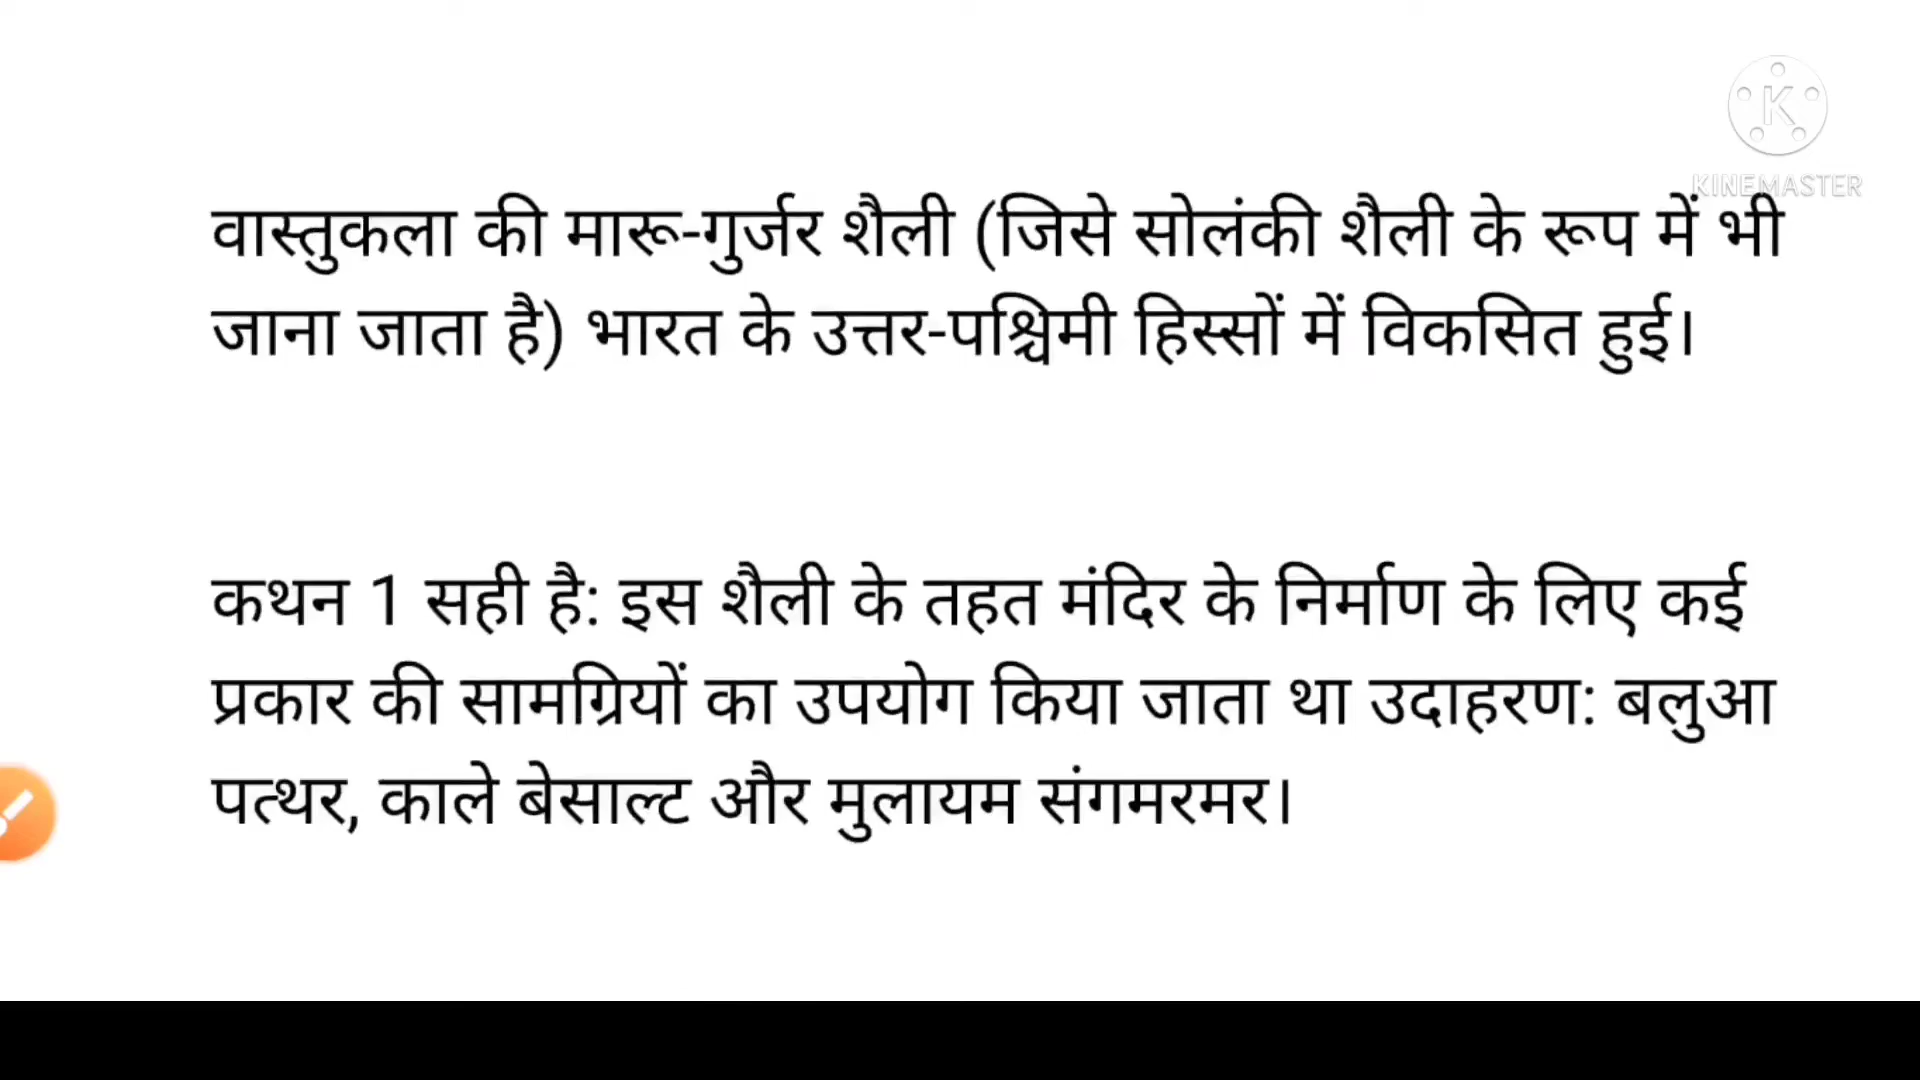 K
KINEMASTER
वास्तुकला की मारू-गुर्जर शैली (जिसे सोलंकी शैली के रूप में भी
जाना जाता है) भारत के उत्तर-पश्चिमी हिस्सों में विकसित हुई।
कथन 1 सही है: इस शैली के तहत मंदिर के निर्माण के लिए कई
प्रकार की सामग्रियों का उपयोग किया जाता था उदाहरण: बलुआ
पत्थर, काले बेसाल्ट और मुलायम संगमरमर।